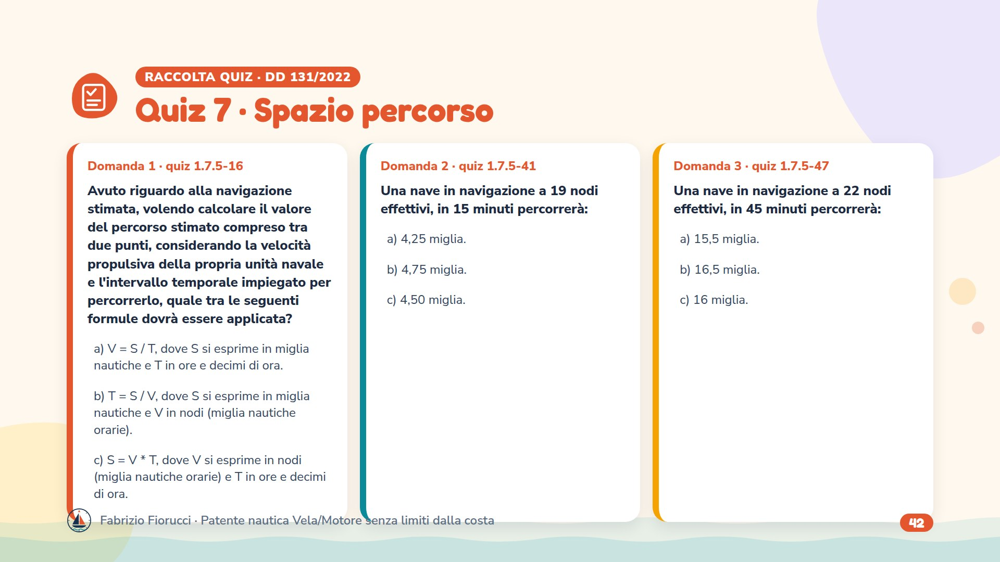 RACCOLTA QUIZ · DD 131/2022
Quiz 7 · Spazio percorso
Domanda 1 · quiz 1.7.5-16
Avuto riguardo alla navigazione
stimata, volendo calcolare il valore
del percorso stimato compreso tra
due punti, considerando la velocità
propulsiva della propria unità navale
e l'intervallo temporale impiegato per
percorrerlo, quale tra le seguenti
formule dovrà essere applicata?
a) V = S / T, dove S si esprime in miglia
nautiche e T in ore e decimi di ora.
b) T = S / V, dove S si esprime in miglia
nautiche e V in nodi (miglia nautiche
orarie).
c) S = V * T, dove V si esprime in nodi
(miglia nautiche orarie) e T in ore e decimi
di ora.
Domanda 2 · quiz 1.7.5-41
Una nave in navigazione a 19 nodi
effettivi, in 15 minuti percorrerà:
a) 4,25 miglia.
b) 4,75 miglia.
c) 4,50 miglia.
Domanda 3 · quiz 1.7.5-47
Una nave in navigazione a 22 nodi
effettivi, in 45 minuti percorrerà:
a) 15,5 miglia.
b) 16,5 miglia.
c) 16 miglia.
Fabrizio Fiorucci · Patente nautica Vela/Motore senza limiti dalla costa
42